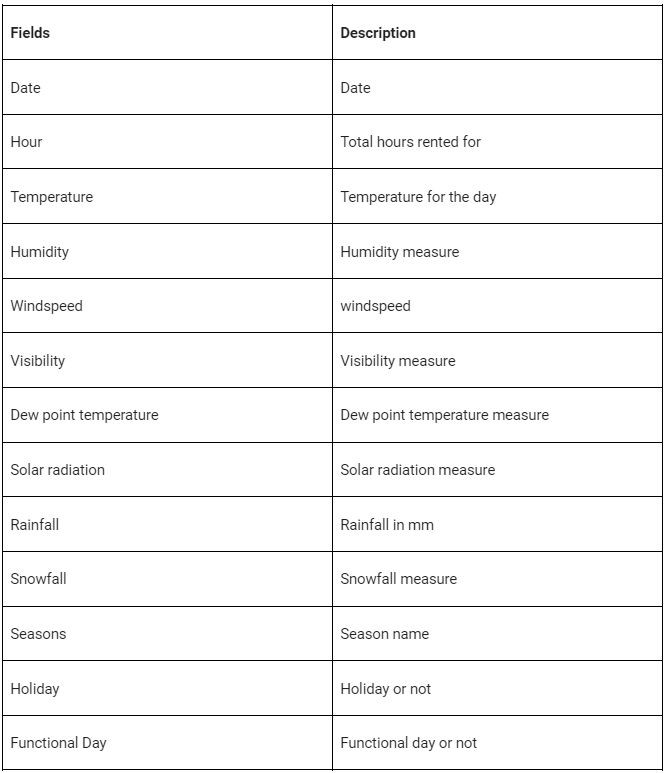 Fields Description
Date Date
Hour Total hours rented for
Temperature Temperature for the day
Humidity Humidity measure
Windspeed windspeed
Visibility Visibility measure
Dew point temperature Dew point temperature measure
Solar radiation Solar radiation measure
Rainfall Rainfall in mm
Snowfall Snowfall measure
Seasons Season name
Holiday Holiday or not
Functional Day Functional day or not